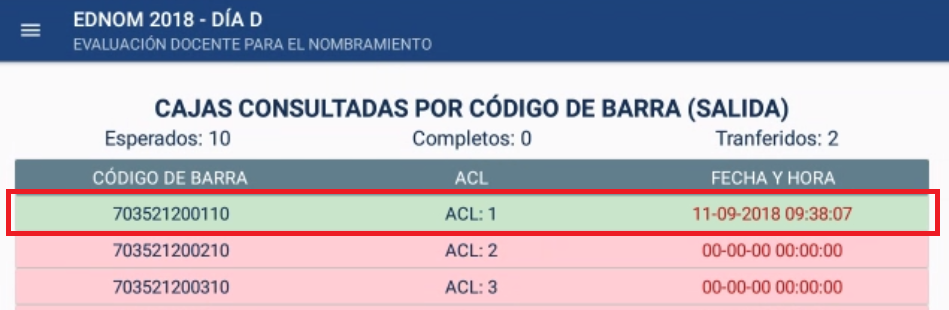 EDNOM 2018 - DÍA D
EVALUACIÓN DOCENTE PARA EL NOMBRAMIENTO
CAJAS CONSULTADAS POR CÓDIGO DE BARRA (SALIDA)
Esperados: 10 Completos: 0 Tranferidos: 2
CÓDIGO DE BARRA ACL FECHA Y HORA
703521200110 ACL: 1 11-09-2018 09:38:07
703521200210 ACL: 2 00-00-00 00:00:00
703521200310 ACL: 3 00-00-00 00:00:00